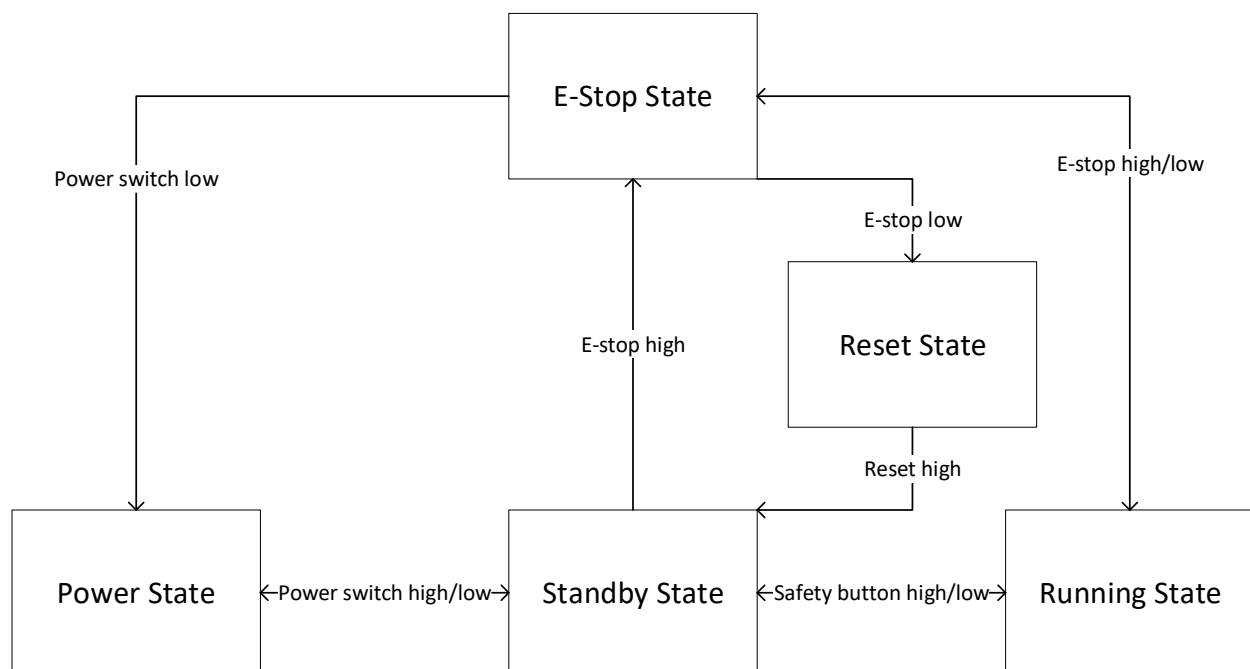 E-Stop State
Power switch low
E-stop high/low
E-stop low
E-stop high
Reset State
Reset high
Power State
Power switch high/low
Standby State
Safety button high/low
Running State